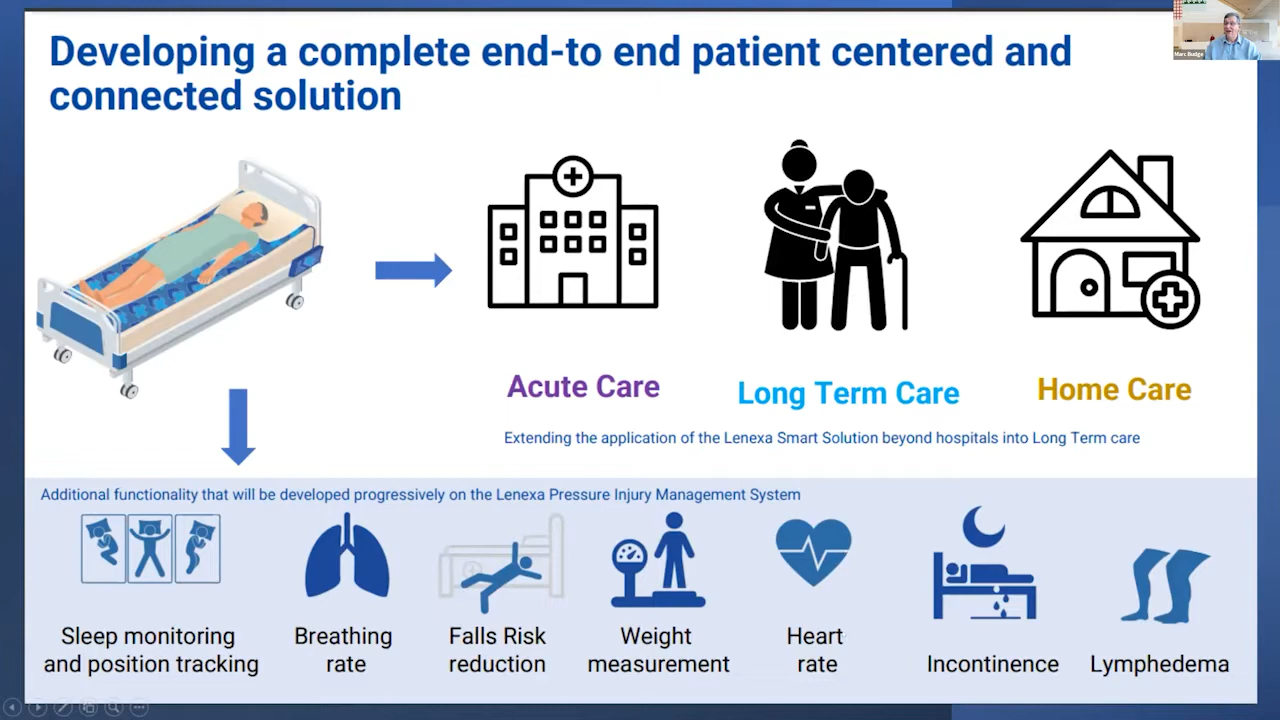 Developing a complete end-to end patient centered and
connected solution
Marc Budge
Acute Care
Long Term Care
Home Care
Extending the application of the Lenexa Smart Solution beyond hospitals into Long Term care
Additional functionality that will be developed progressively on the Lenexa Pressure Injury Management System
Sleep monitoring
and position tracking
Breathing
rate
Falls Risk
reduction
Weight
measurement
Heart
rate
Incontinence
Lymphedema